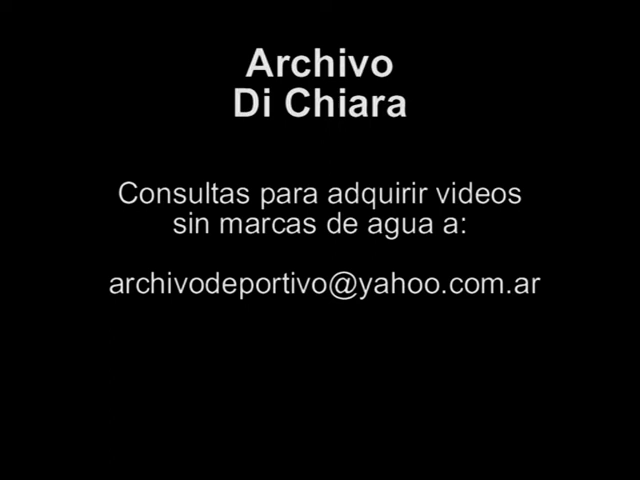 Archivo
Di Chiara
Consultas para adquirir videos
sin marcas de agua a:
archivodeportivo@yahoo.com.ar